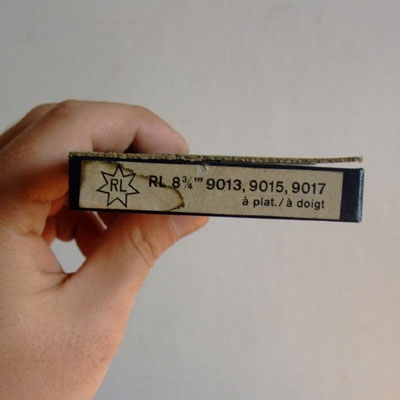 RL
RL 8¾''' 9013, 9015, 9017
à plat./à doigt